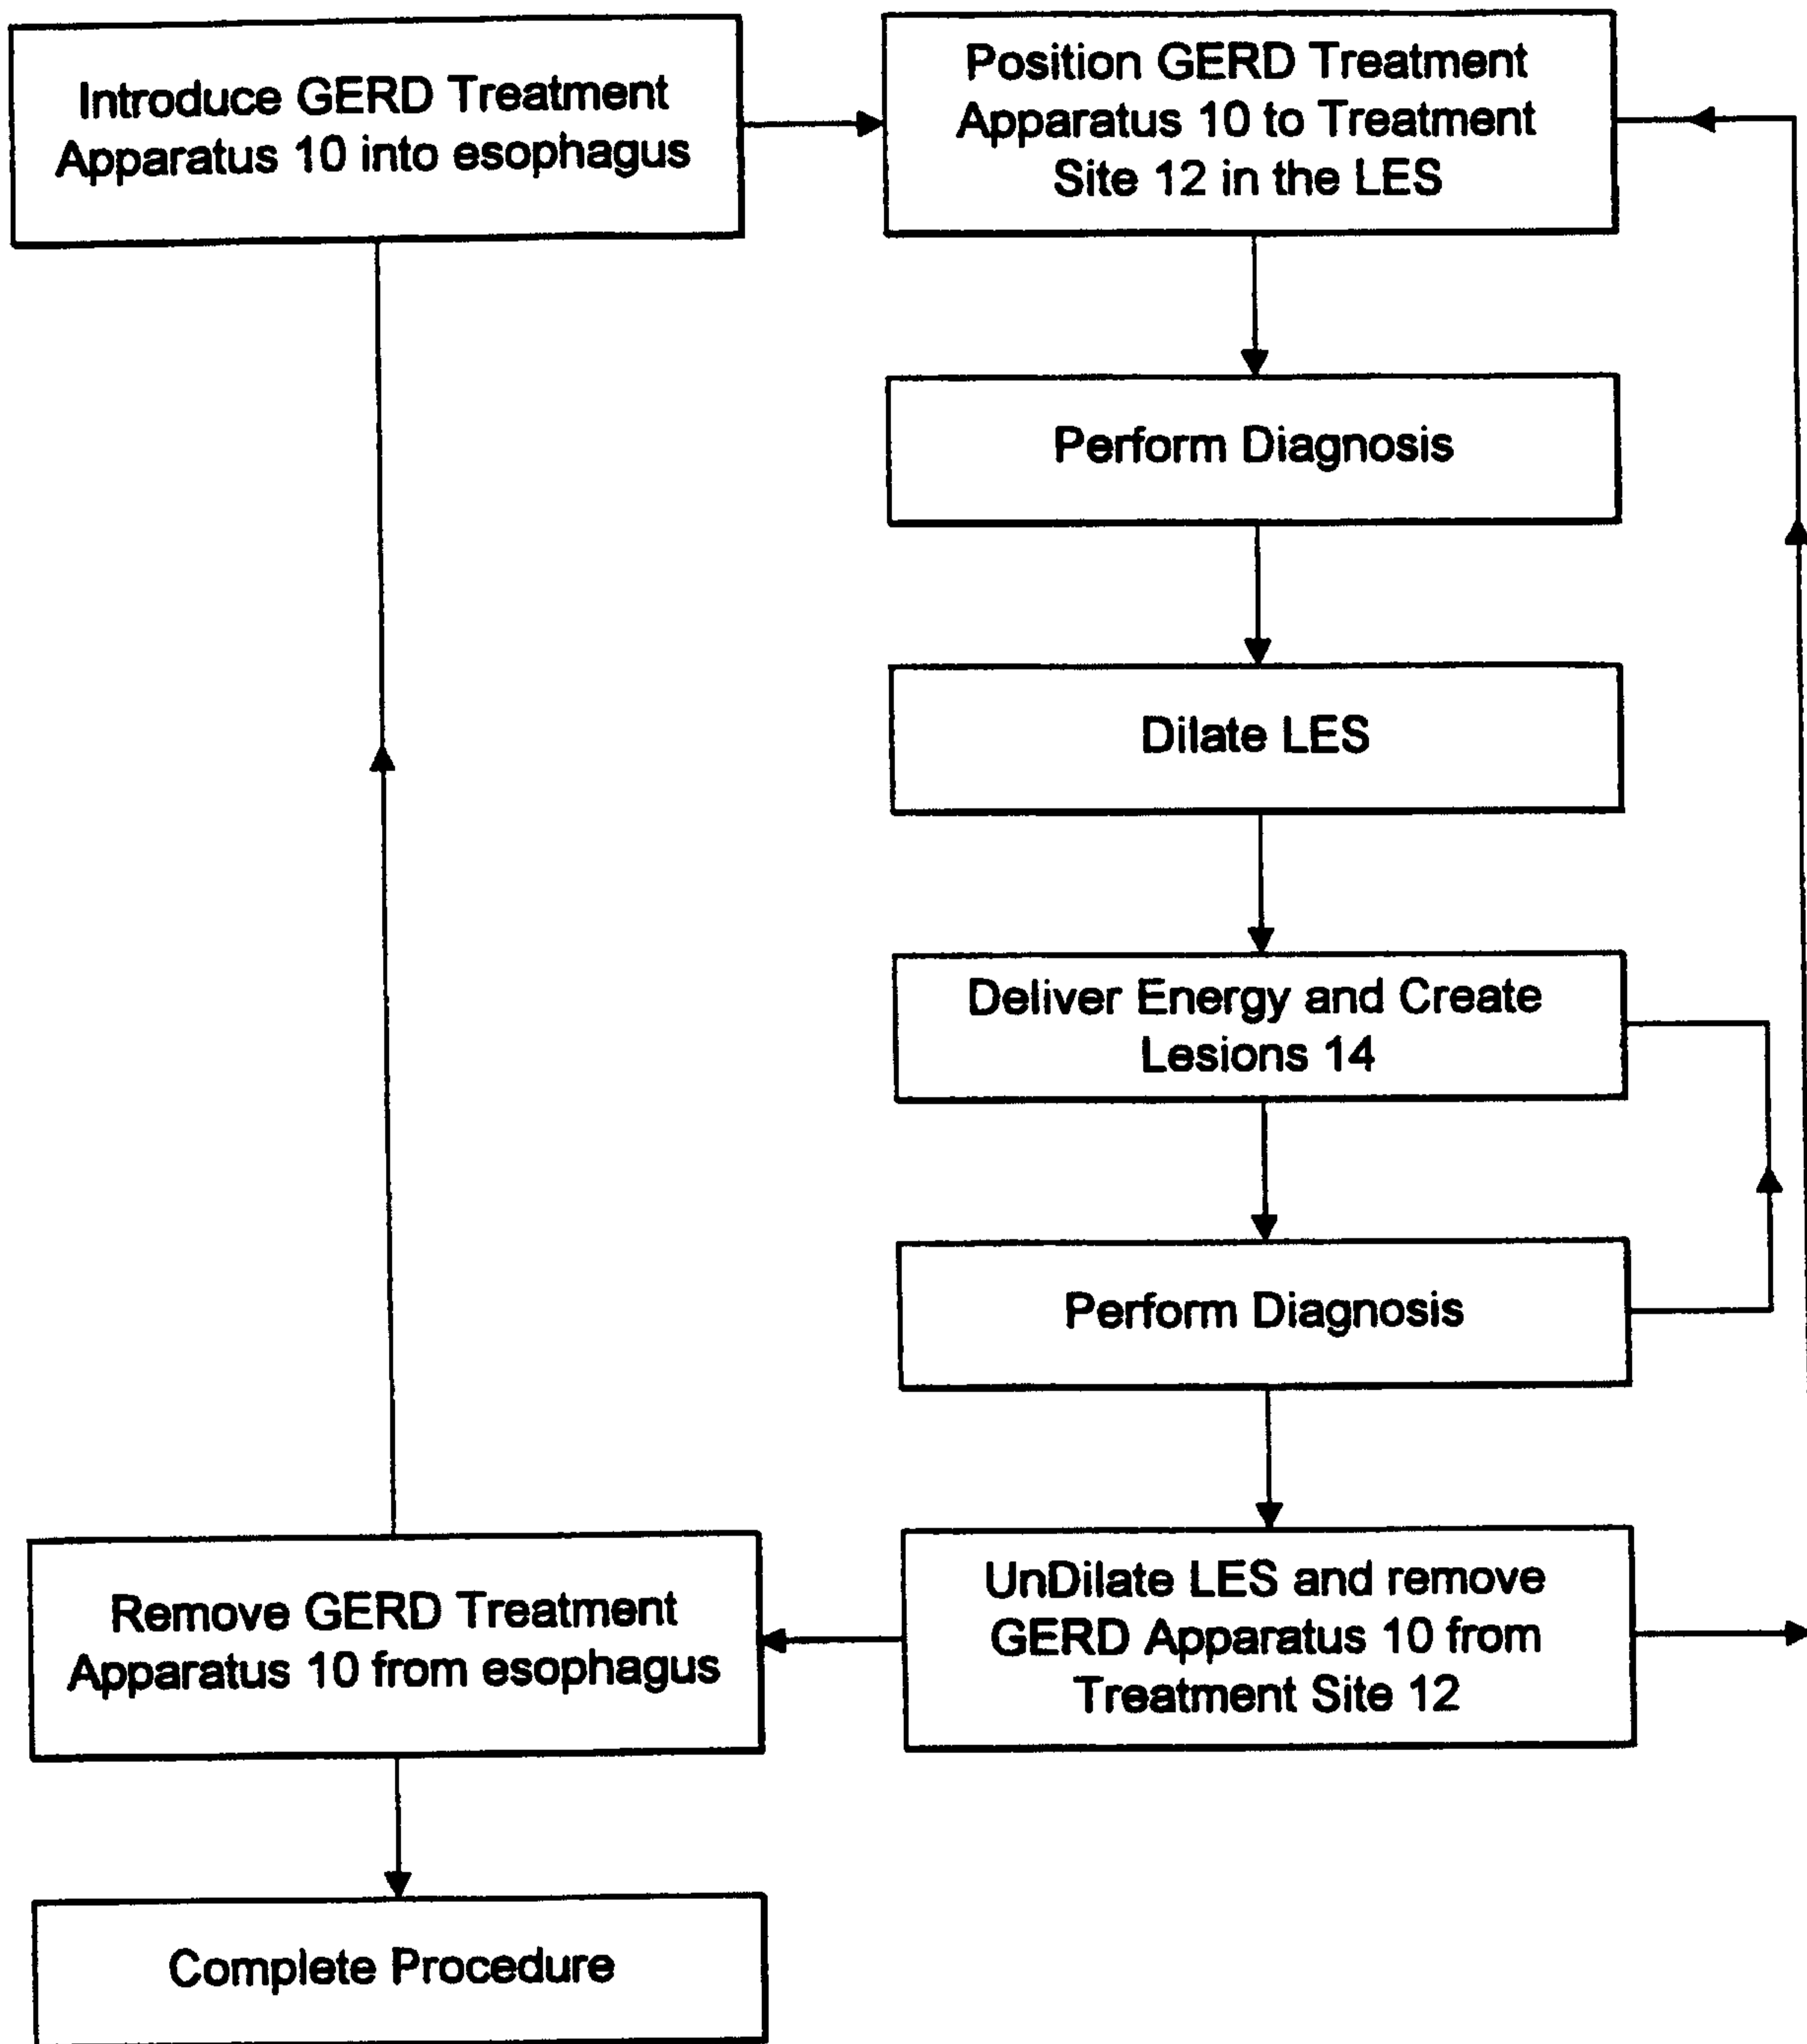 Introduce GERD Treatment
Apparatus 10 into esophagus
Position GERD Treatment
Apparatus 10 to Treatment
Site 12 in the LES
Perform Diagnosis
Dilate LES
Deliver Energy and Create
Lesions 14
Perform Diagnosis
UnDilate LES and remove
GERD Apparatus 10 from
Treatment Site 12
Remove GERD Treatment
Apparatus 10 from esophagus
Complete Procedure